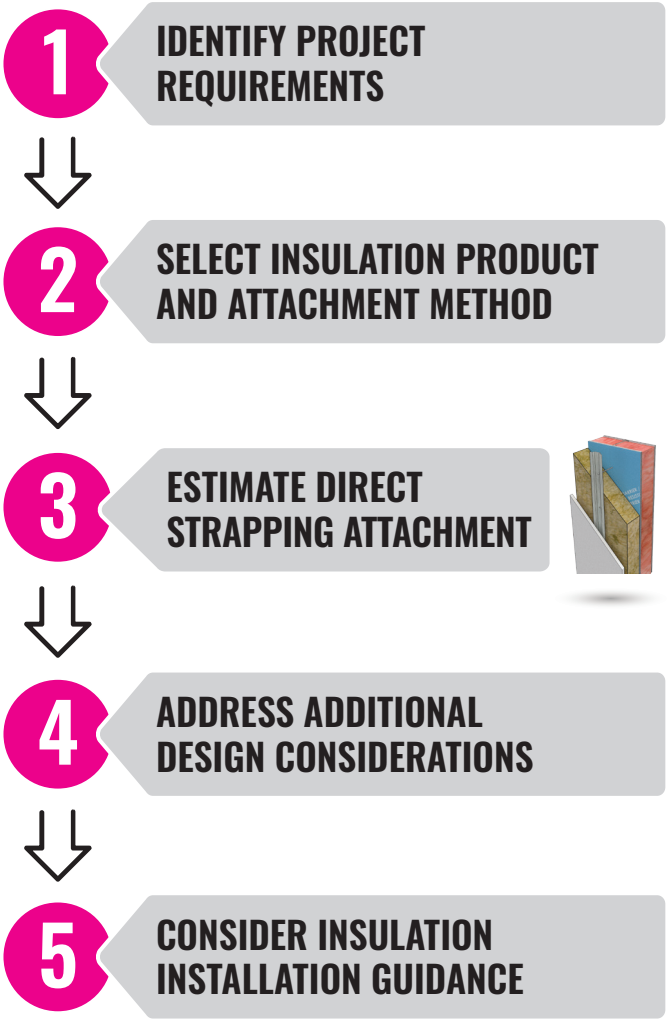 1
IDENTIFY PROJECT
REQUIREMENTS
2
SELECT INSULATION PRODUCT
AND ATTACHMENT METHOD
3
ESTIMATE DIRECT
STRAPPING ATTACHMENT
4
ADDRESS ADDITIONAL
DESIGN CONSIDERATIONS
5
CONSIDER INSULATION
INSTALLATION GUIDANCE